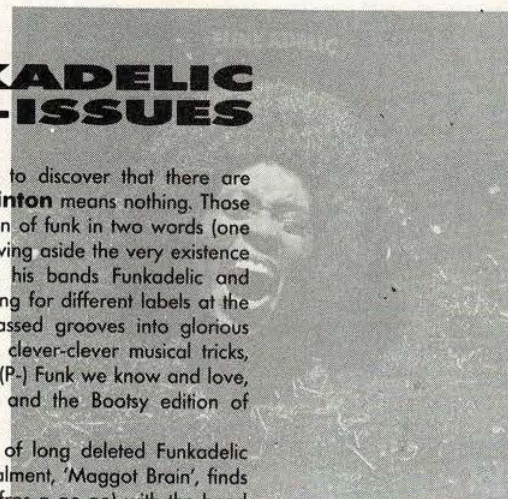 KADELIC
-ISSUES
to discover that there are
inton means nothing. Those
n of funk in two words (one
ving aside the very existence
his bands Funkadelic and
ng for different labels at the
assed grooves into glorious
clever-clever musical tricks,
(P-) Funk we know and love,
and the Bootsy edition of
of long deleted Funkadelic
alment, 'Maggot Brain', finds
with the band